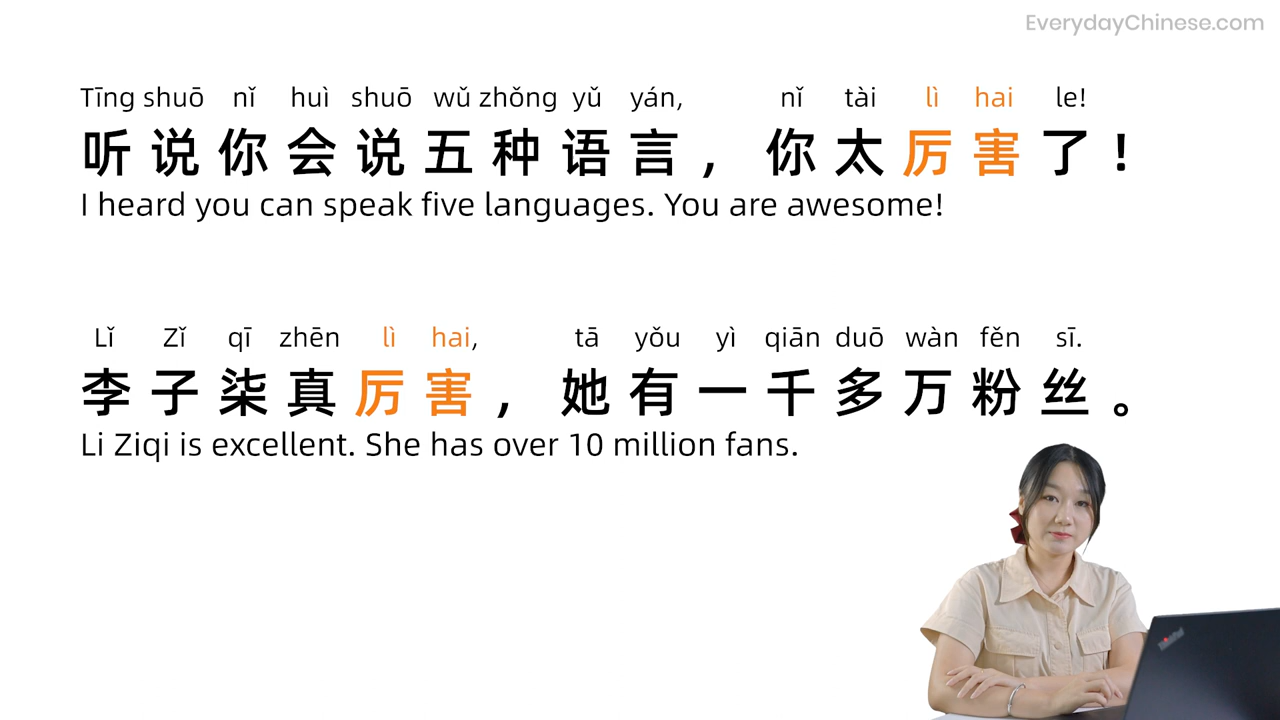 EverydayChinese.com
Tīng shuō nǐ huì shuō wǔ zhǒng yǔ yán, nǐ tài lì hai le!
听说你会说五种语言，你太厉害了！
I heard you can speak five languages. You are awesome!
Lǐ Zǐ qī zhēn lì hai, tā yǒu yì qiān duō wàn fěn sī.
李子柒真厉害，她有一千多万粉丝。
Li Ziqi is excellent. She has over 10 million fans.